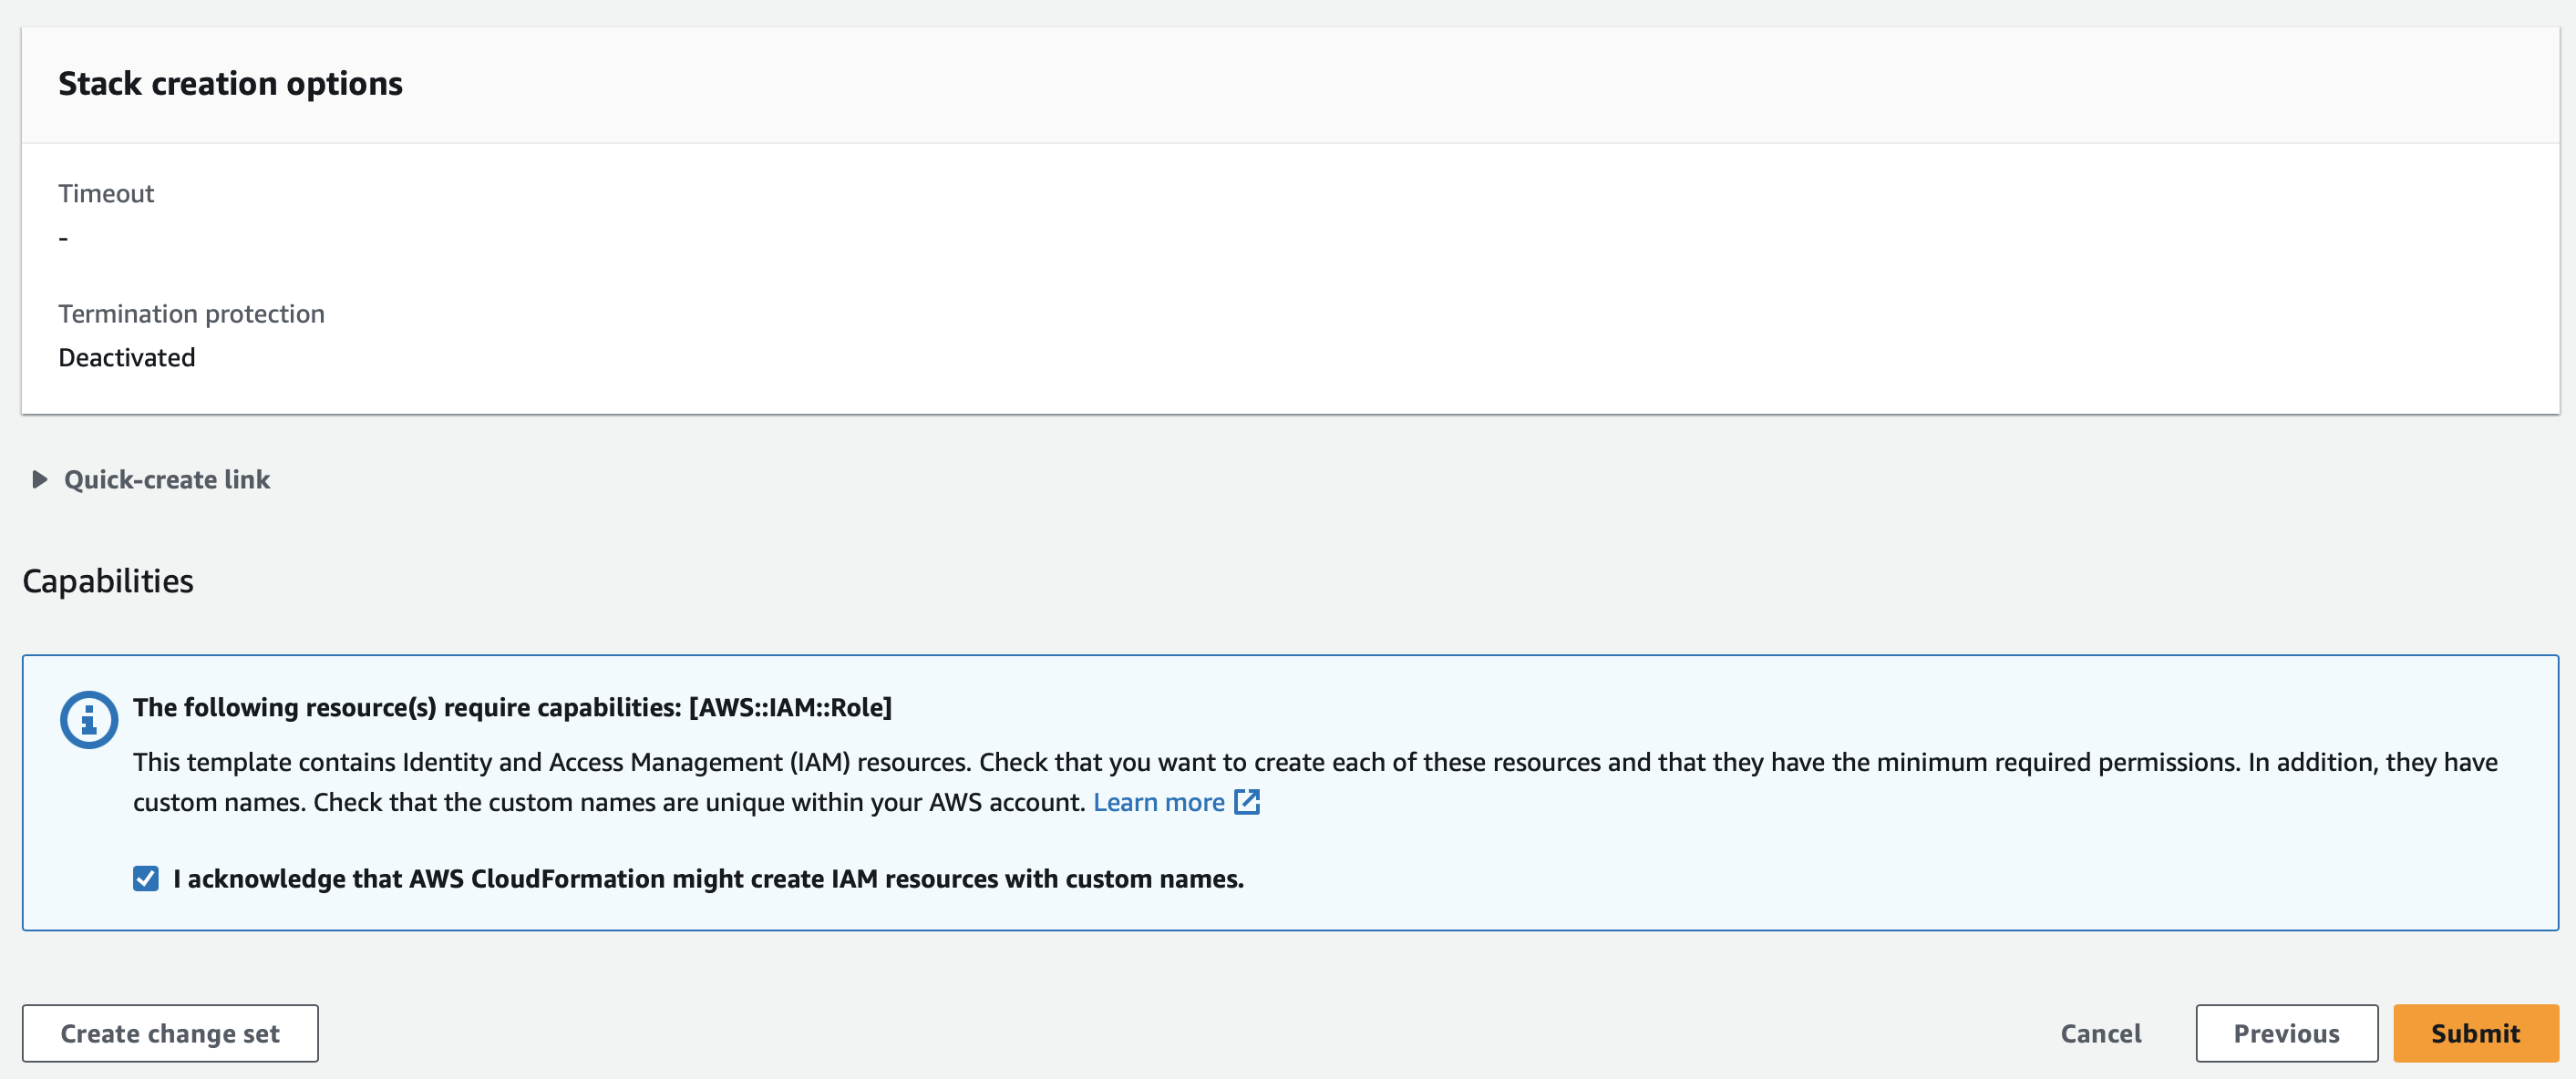 Stack creation options
Timeout
-
Termination protection
Deactivated
Quick-create link
Capabilities
The following resource(s) require capabilities: [AWS::IAM::Role]
This template contains Identity and Access Management (IAM) resources. Check that you want to create each of these resources and that they have the minimum required permissions. In addition, they have
custom names. Check that the custom names are unique within your AWS account. Learn more
I acknowledge that AWS CloudFormation might create IAM resources with custom names.
Create change set
Cancel
Previous
Submit